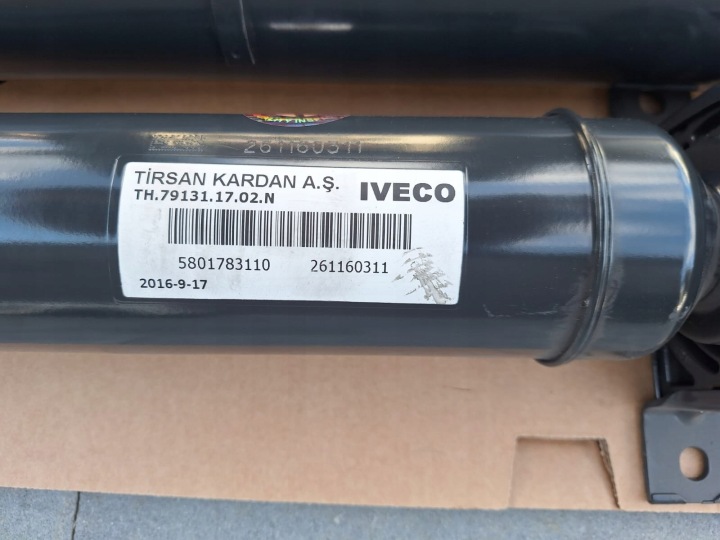 261160311
TİRSAN KARDAN A.Ş. IVECO
TH.79131.17.02.N
5801783110 261160311
2016-9-17